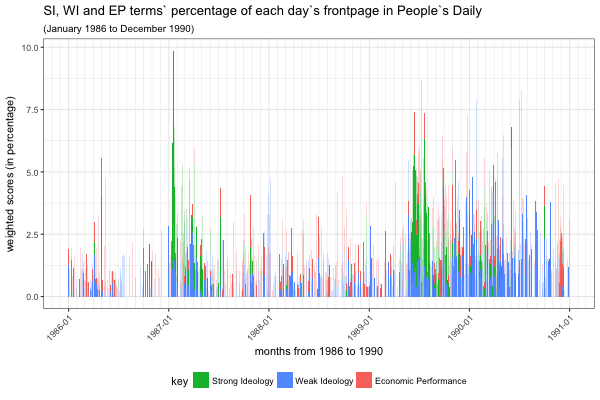 SI, WI and EP terms` percentage of each day`s frontpage in People`s Daily
(January 1986 to December 1990)
weighted scores (in percentage)
10.0
7.5
5.0
2.5
0.0
1986-01
1987-01
1988-01
1989-01
1990-01
1991-01
months from 1986 to 1990
key Strong Ideology Weak Ideology Economic Performance